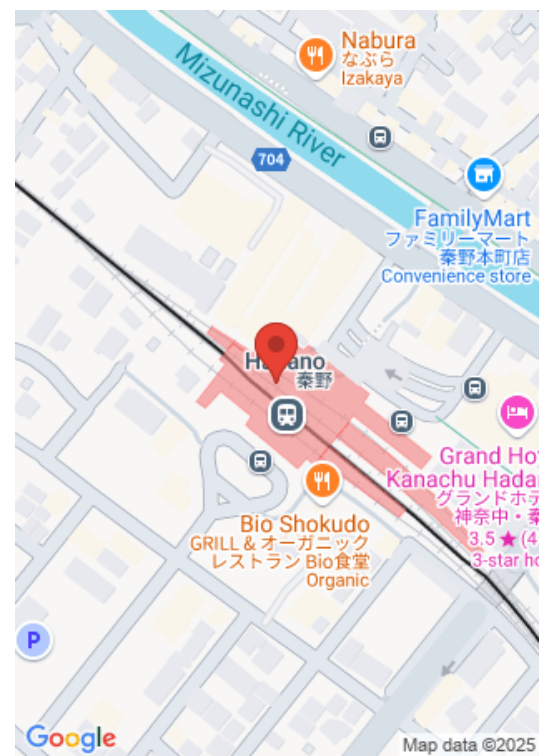 Nabura
なぶら
Izakaya
Mizunashi River
704
FamilyMart
ファミリーマート
秦野本町店
Convenience store
秦野
Grand Hot
Kanachu Hada
グランドホテ
神奈中・秦
3.5 ★ (4
3-star ho
Bio Shokudo
GRILL & オーガニック
レストラン Bio食堂
Organic
P
Google
Map data ©2025